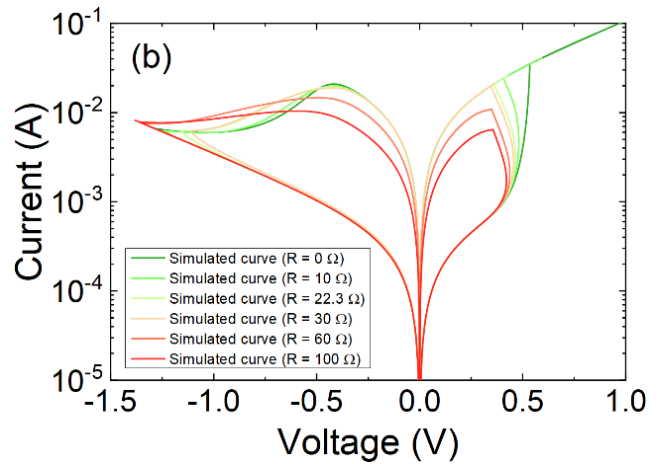 (b)
Current (A)
10⁻¹
10⁻²
10⁻³
10⁻⁴
10⁻⁵
Simulated curve (R = 0 Ω)
Simulated curve (R = 10 Ω)
Simulated curve (R = 22.3 Ω)
Simulated curve (R = 30 Ω)
Simulated curve (R = 60 Ω)
Simulated curve (R = 100 Ω)
-1.5 -1.0 -0.5 0.0 0.5 1.0
Voltage (V)